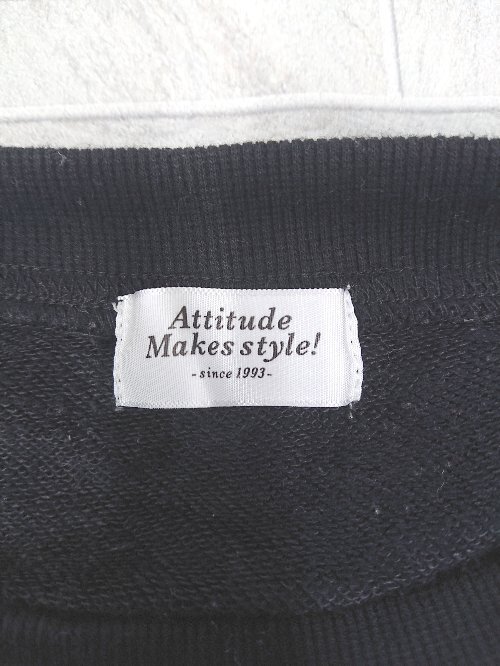 Attitude
Makes style!
- since 1993 -